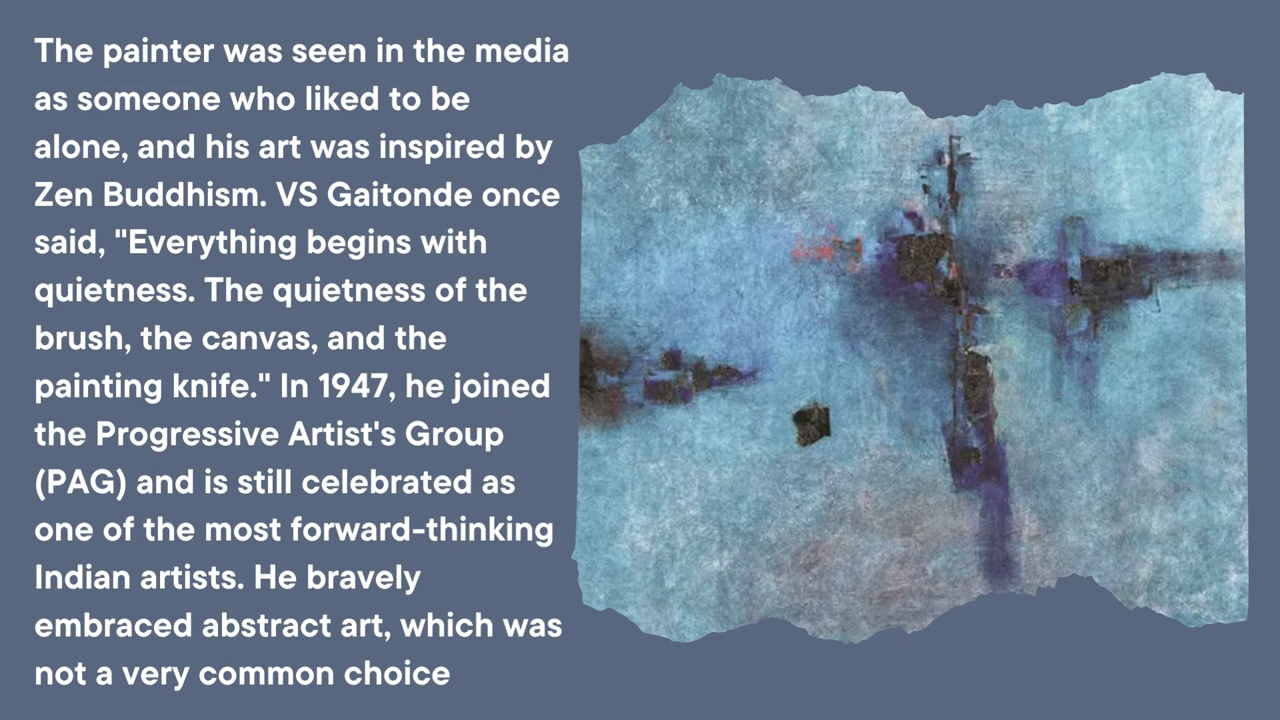 The painter was seen in the media
as someone who liked to be
alone, and his art was inspired by
Zen Buddhism. VS Gaitonde once
said, "Everything begins with
quietness. The quietness of the
brush, the canvas, and the
painting knife." In 1947, he joined
the Progressive Artist's Group
(PAG) and is still celebrated as
one of the most forward-thinking
Indian artists. He bravely
embraced abstract art, which was
not a very common choice